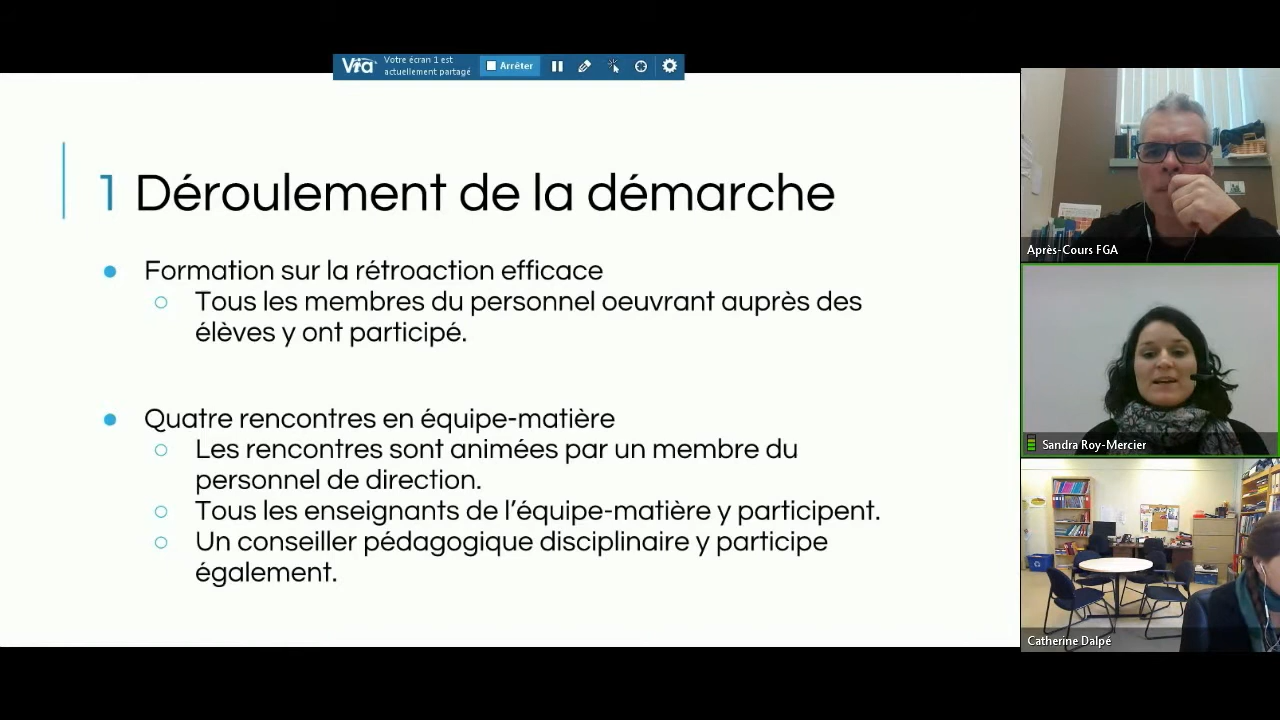 Via
Votre écran 1 est
actuellement partagé
Arrêter
1 Déroulement de la démarche
● Formation sur la rétroaction efficace
○ Tous les membres du personnel oeuvrant auprès des
élèves y ont participé.
● Quatre rencontres en équipe-matière
○ Les rencontres sont animées par un membre du
personnel de direction.
○ Tous les enseignants de l'équipe-matière y participent.
○ Un conseiller pédagogique disciplinaire y participe
également.
Après-Cours FGA
Sandra Roy-Mercier
Catherine Dalpé